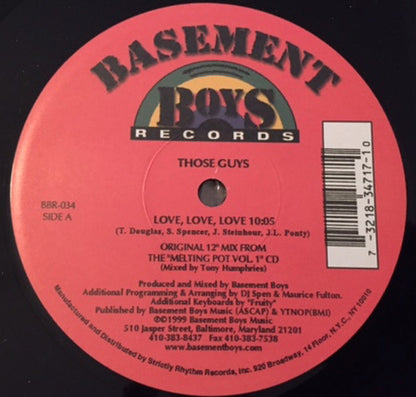 BASEMENT
BOYS
RECORDS
THOSE GUYS
BBR-034
SIDE A
LOVE, LOVE, LOVE 10:05
(T. Douglas, S. Spencer, J. Steinhour, J.L. Ponty)
ORIGINAL 12" MIX FROM
THE "MELTING POT VOL. 1" CD
(Mixed by Tony Humphries)
7-3218-34717-10
Produced and Mixed by Basement Boys
Additional Programming & Arranging by DJ Spen & Maurice Fulton.
Additional Keyboards by "Fruity"
Published by Basement Boys (ASCAP) & YTNOP(BMI)
℗©1999 Basement Boys Music
510 Jasper Street, Baltimore, Maryland 21201
410-383-8437 Fax 410-383-7538
www.basementboys.com
Manufactures and Distributed by Strictly Rhythm Records, Inc. 920 Broadway, 14 Floor, N.Y.C. NY 10010